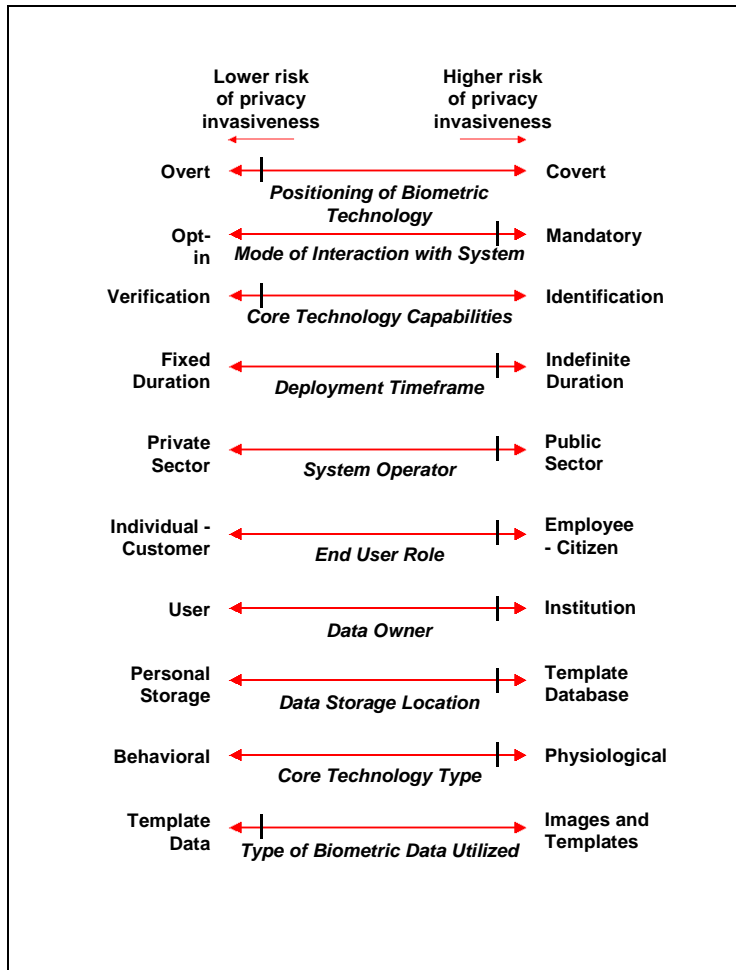 Lower risk
of privacy
invasiveness
Higher risk
of privacy
invasiveness
Overt
Covert
Positioning of Biometric
Technology
Opt-
in
Mandatory
Mode of Interaction with System
Verification
Identification
Core Technology Capabilities
Fixed
Duration
Indefinite
Duration
Deployment Timeframe
Private
Sector
Public
Sector
System Operator
Individual -
Customer
Employee
- Citizen
End User Role
User
Institution
Data Owner
Personal
Storage
Template
Database
Data Storage Location
Behavioral
Physiological
Core Technology Type
Template
Data
Images and
Templates
Type of Biometric Data Utilized